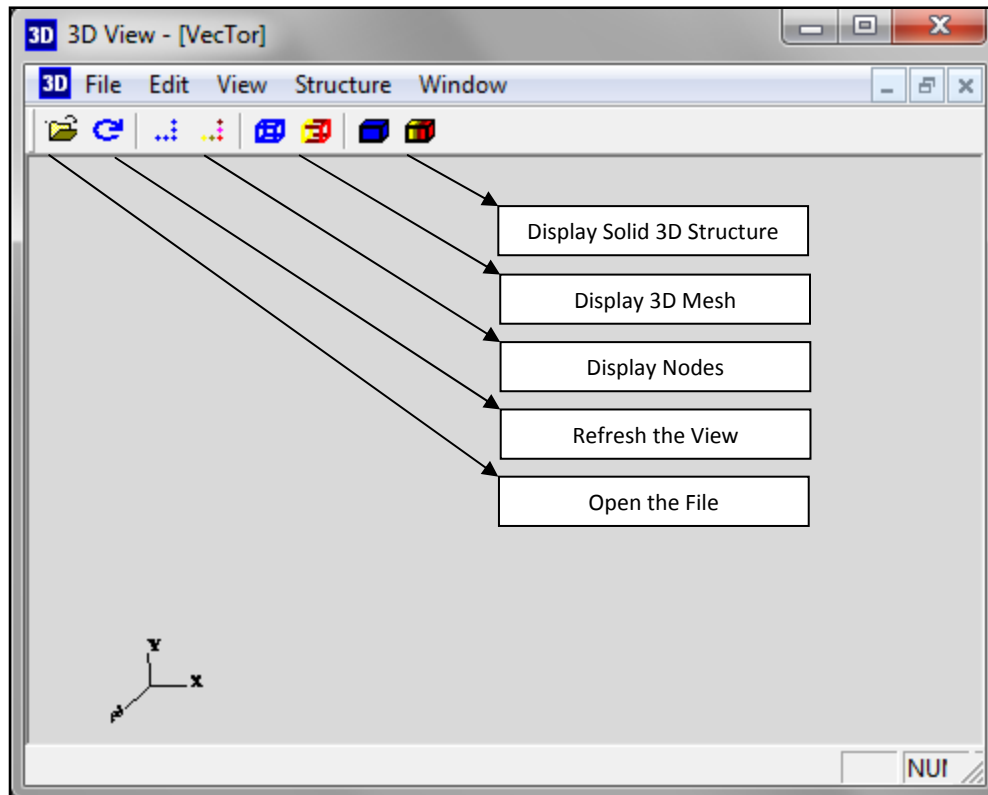 3D 3D View - [VecTor]
3D File Edit View Structure Window
Display Solid 3D Structure
Display 3D Mesh
Display Nodes
Refresh the View
Open the File
Y
X